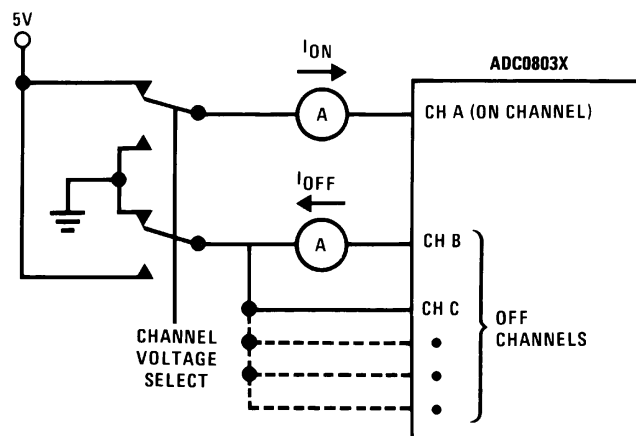 5V
ION
ADC0803X
A
CH A (ON CHANNEL)
IOFF
A
CH B
CH C
OFF
CHANNELS
CHANNEL
VOLTAGE
SELECT